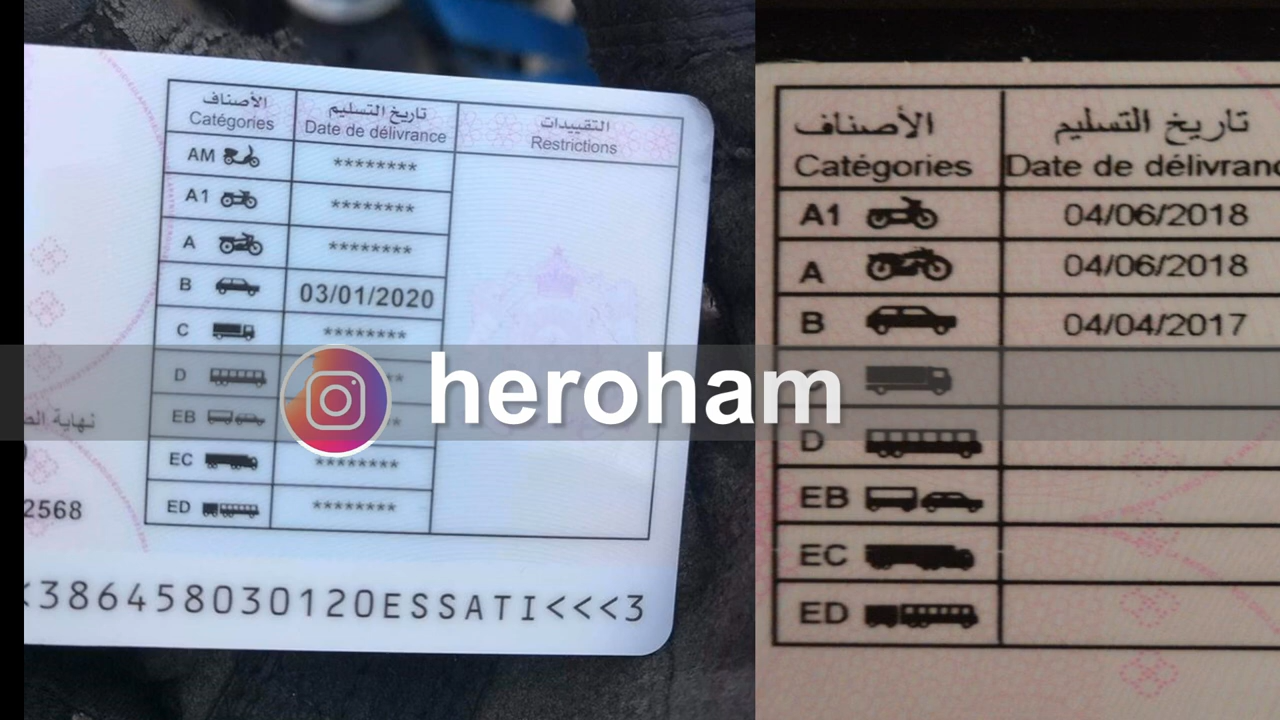 الأصناف تاريخ التسليم التقييدات
Catégories Date de délivrance Restrictions
AM ********
A1 ********
A ********
B 03/01/2020
C ********
D **
EB *
EC ********
ED ********
نهاية
2568
<386458030120ESSATI<<<3
heroham
الأصناف تاريخ التسليم
Catégories Date de délivranc
A1 04/06/2018
A 04/06/2018
B 04/04/2017
D
EB
EC
ED